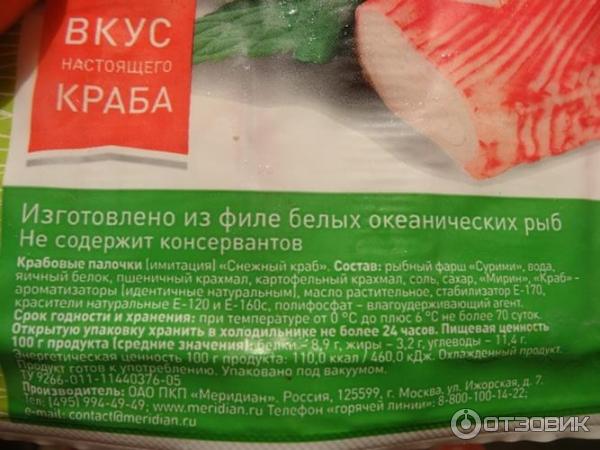 ВКУС
НАСТОЯЩЕГО
КРАБА
Изготовлено из филе белых океанических рыб
Не содержит консервантов
Крабовые палочки (имитация) «Снежный краб». Состав: рыбный фарш «Сурими», вода,
яичный белок, пшеничный крахмал, картофельный крахмал, соль, сахар, «Мири», «Краб» -
ароматизаторы (идентичные натуральным), масло растительное, стабилизатор Е-170,
красители натуральные Е-120 и Е-160с, полифосфат – влагоудерживающий агент.
Срок годности и хранения: при температуре от 0 °С до плюс 6 °С не более 70 суток.
Открытую упаковку хранить в холодильнике не более 24 часов. Пищевая ценность
100 г продукта (средние значения): белки - 8,9 г, жиры - 3,2 г, углеводы – 11,4 г.
Энергетическая ценность 100 г продукта: 110,0 ккал / 460,0 кДж. Охлажденный продукт.
Продукт готов к употреблению. Упаковано под вакуумом.
ТУ 9266-011-11440376-05
Производитель: ОАО ПКП «Меридиан». Россия, 125599, г. Москва, ул. Ижорская, д. 7.
Тел.: (495) 994-49-49; www.meridian.ru Телефон «горячей линии»: 8-800-100-14-22;
e-mail: contact@meridian.ru
ОТЗОВИК